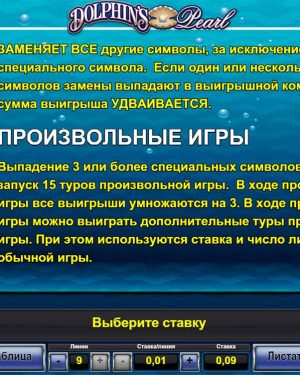 DOLPHIN'S Pearl
ЗАМЕНЯЕТ ВСЕ другие символы, за исключение
специального символа. Если один или несколь
символов замены выпадают в выигрышной ком
сумма выигрыша УДВАИВАЕТСЯ.
ПРОИЗВОЛЬНЫЕ ИГРЫ
Выпадение 3 или более специальных символов
запуск 15 туров произвольной игры. В ходе про
игры все выигрыши умножаются на 3. В ходе пр
игры можно выиграть дополнительные туры пр
игры. При этом используются ставка и число ли
обычной игры.
Выберите ставку
Линии Ставка/линия Ставка
аблица - 9 + - 0,01 + 0,09 Листат